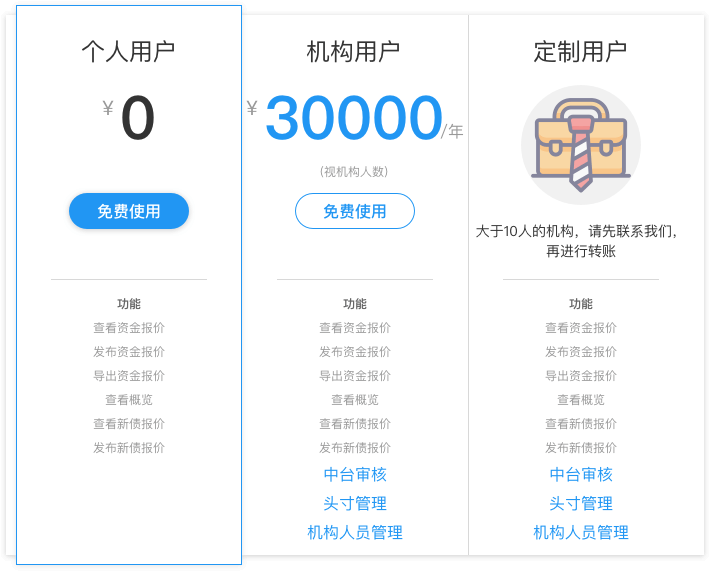 个人用户
¥ 0
免费使用
功能
查看资金报价
发布资金报价
导出资金报价
查看概览
查看新债报价
发布新债报价
机构用户
¥ 30000/年
(视机构人数)
免费使用
功能
查看资金报价
发布资金报价
导出资金报价
查看概览
查看新债报价
发布新债报价
中台审核
头寸管理
机构人员管理
定制用户
大于10人的机构，请先联系我们，
再进行转账
功能
查看资金报价
发布资金报价
导出资金报价
查看概览
查看新债报价
发布新债报价
中台审核
头寸管理
机构人员管理